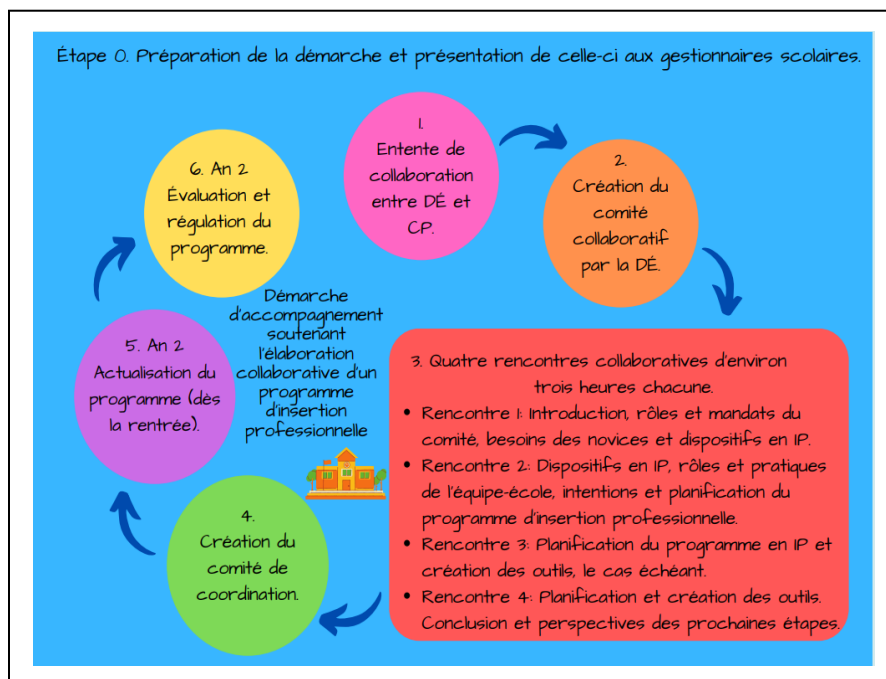 Étape 0. Préparation de la démarche et présentation de celle-ci aux gestionnaires scolaires.
1.
Entente de
collaboration
entre DÉ et
CP.
2.
Création du
comité
collaboratif
par la DÉ.
3. Quatre rencontres collaboratives d'environ
trois heures chacune.
• Rencontre 1: Introduction, rôles et mandats du
comité, besoins des novices et dispositifs en IP.
• Rencontre 2: Dispositifs en IP, rôles et pratiques
de l'équipe-école, intentions et planification du
programme d'insertion professionnelle.
• Rencontre 3: Planification du programme en IP et
création des outils, le cas échéant.
• Rencontre 4: Planification et création des outils.
Conclusion et perspectives des prochaines étapes.
4.
Création du
comité de
coordination.
5. An 2
Actualisation du
programme (dès
la rentrée).
6. An 2
Évaluation et
régulation du
programme.
Démarche
d'accompagnement
soutenant
l'élaboration
collaborative d'un
programme
d'insertion
professionnelle